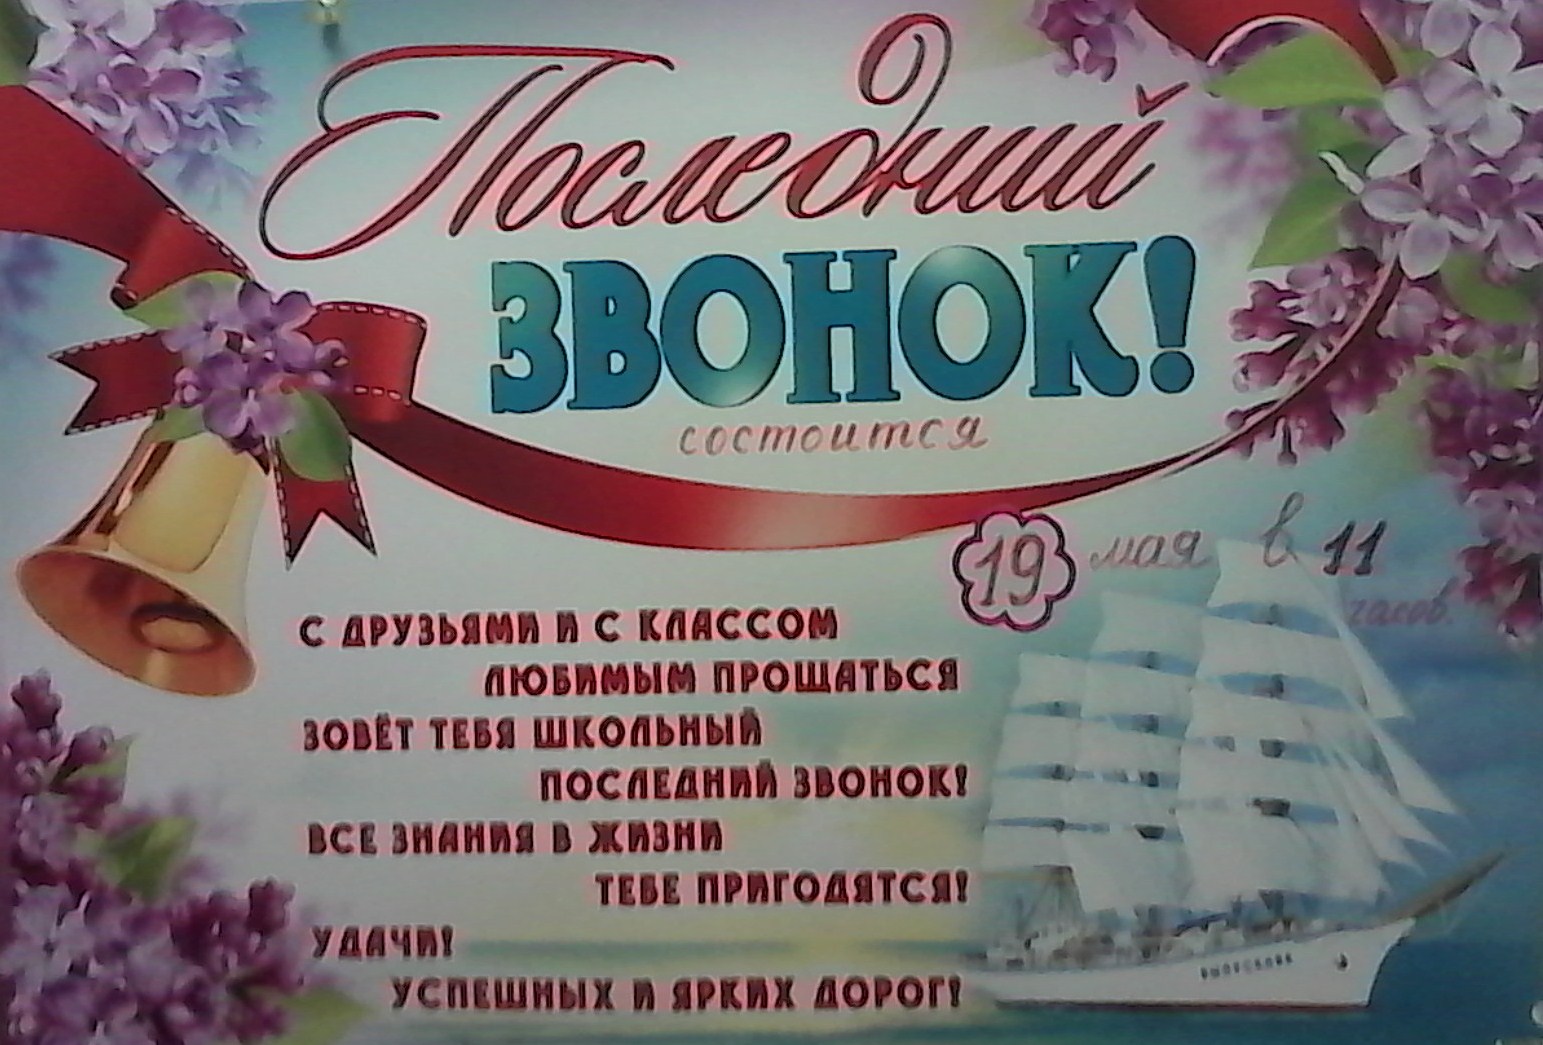 Последний
ЗВОНОК!
состоится
19 мая в 11
часов.
С ДРУЗЬЯМИ И С КЛАССОМ
ЛЮБИМЫМ ПРОЩАТЬСЯ
ЗОВЁТ ТЕБЯ ШКОЛЬНЫЙ
ПОСЛЕДНИЙ ЗВОНОК!
ВСЕ ЗНАНИЯ В ЖИЗНИ
ТЕБЕ ПРИГОДЯТСЯ!
УДАЧИ!
УСПЕШНЫХ И ЯРКИХ ДОРОГ!